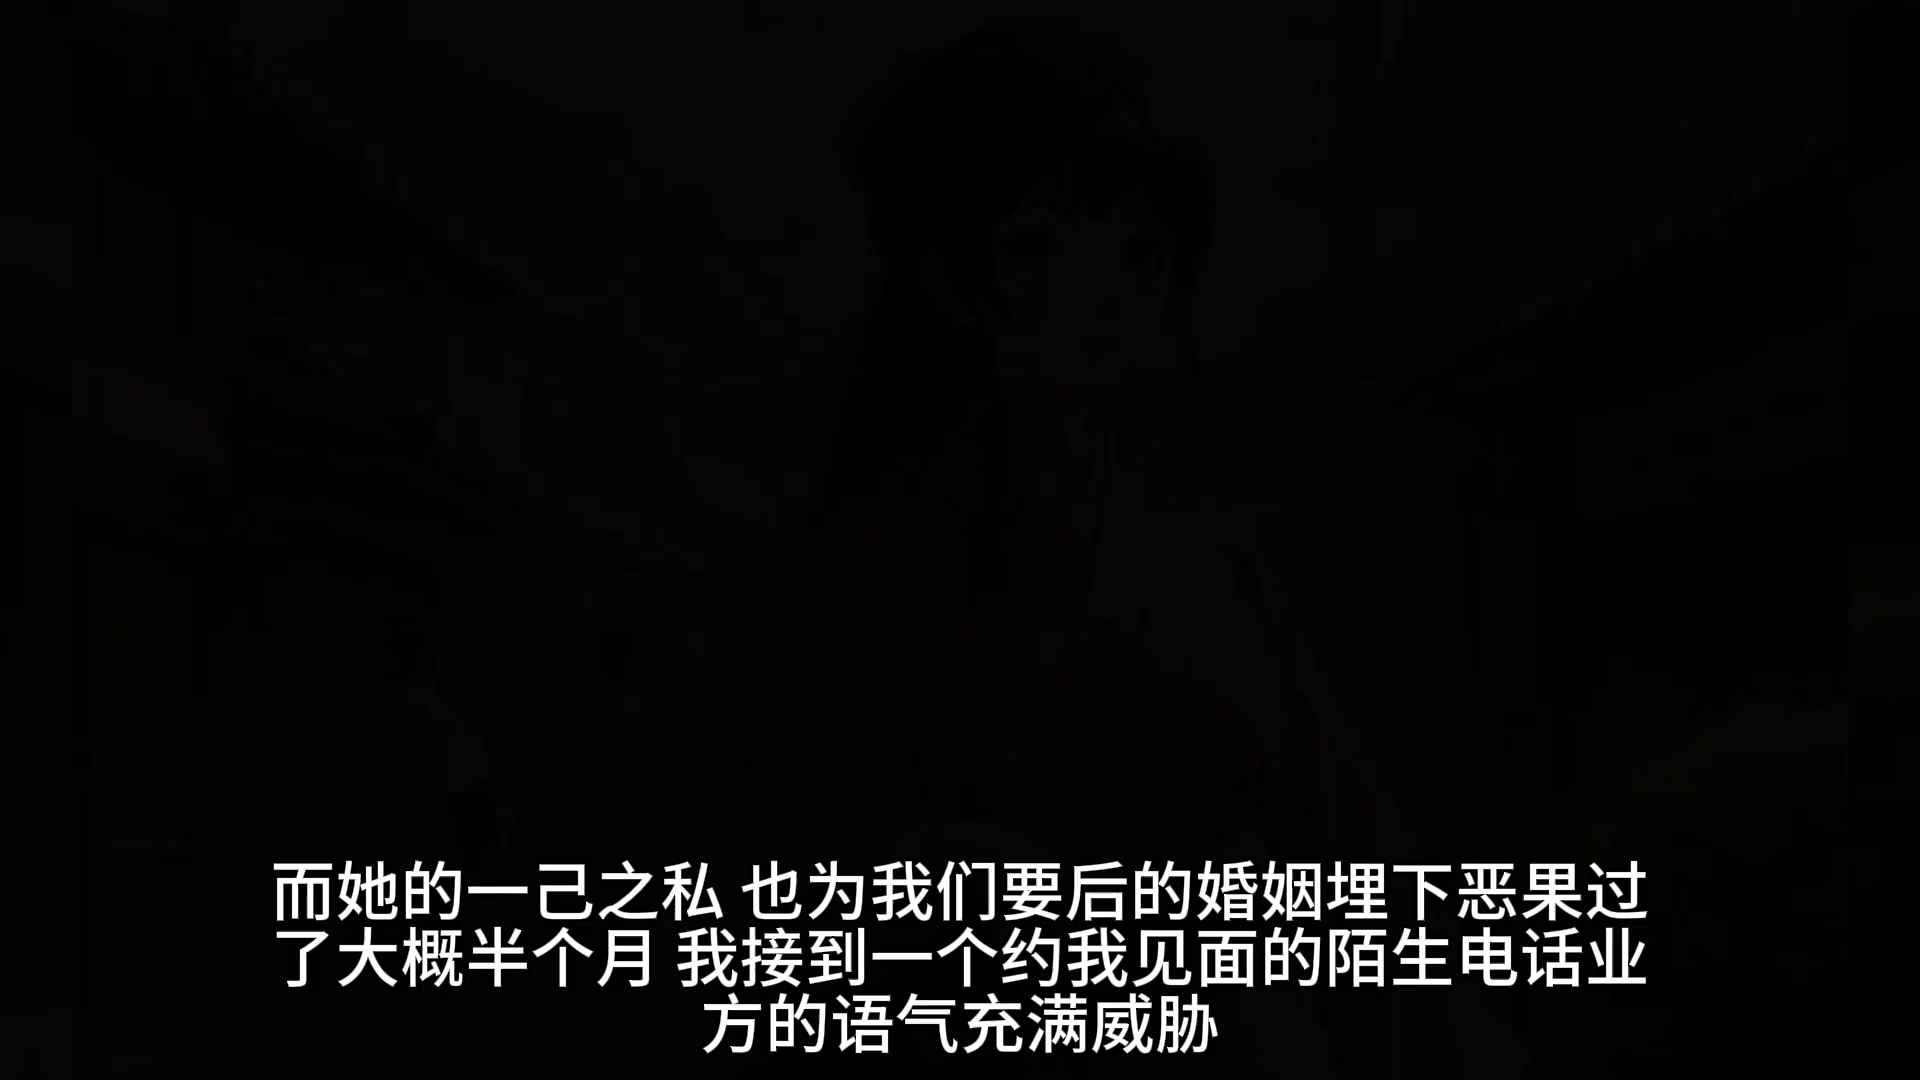 而她的一己之私 也为我们要后的婚姻埋下恶果过
了大概半个月 我接到一个约我见面的陌生电话业
方的语气充满威胁